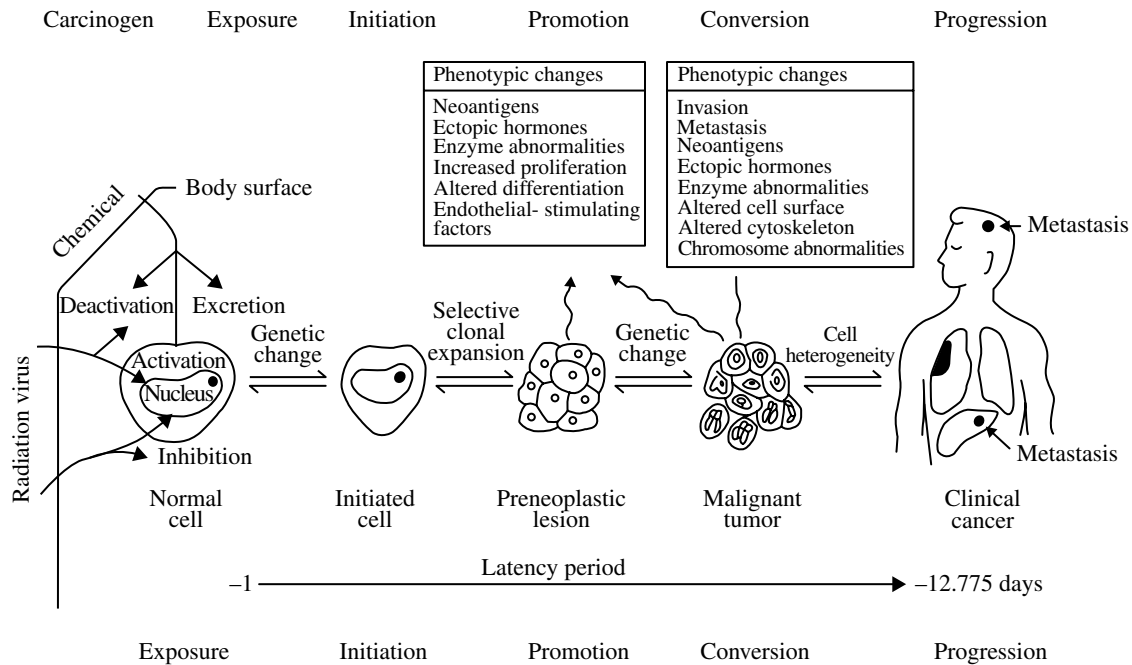 Carcinogen Exposure Initiation Promotion Conversion Progression
Phenotypic changes
Neoantigens
Ectopic hormones
Enzyme abnormalities
Increased proliferation
Altered differentiation
Endothelial- stimulating
factors
Phenotypic changes
Invasion
Metastasis
Neoantigens
Ectopic hormones
Enzyme abnormalities
Altered cell surface
Altered cytoskeleton
Chromosome abnormalities
Body surface
Chemical
Deactivation
Excretion
Radiation virus
Activation
Nucleus
Inhibition
Genetic
change
Selective
clonal
expansion
Genetic
change
Cell
heterogeneity
Metastasis
Metastasis
Normal
cell
Initiated
cell
Preneoplastic
lesion
Malignant
tumor
Clinical
cancer
Latency period
–1
–12.775 days
Exposure Initiation Promotion Conversion Progression